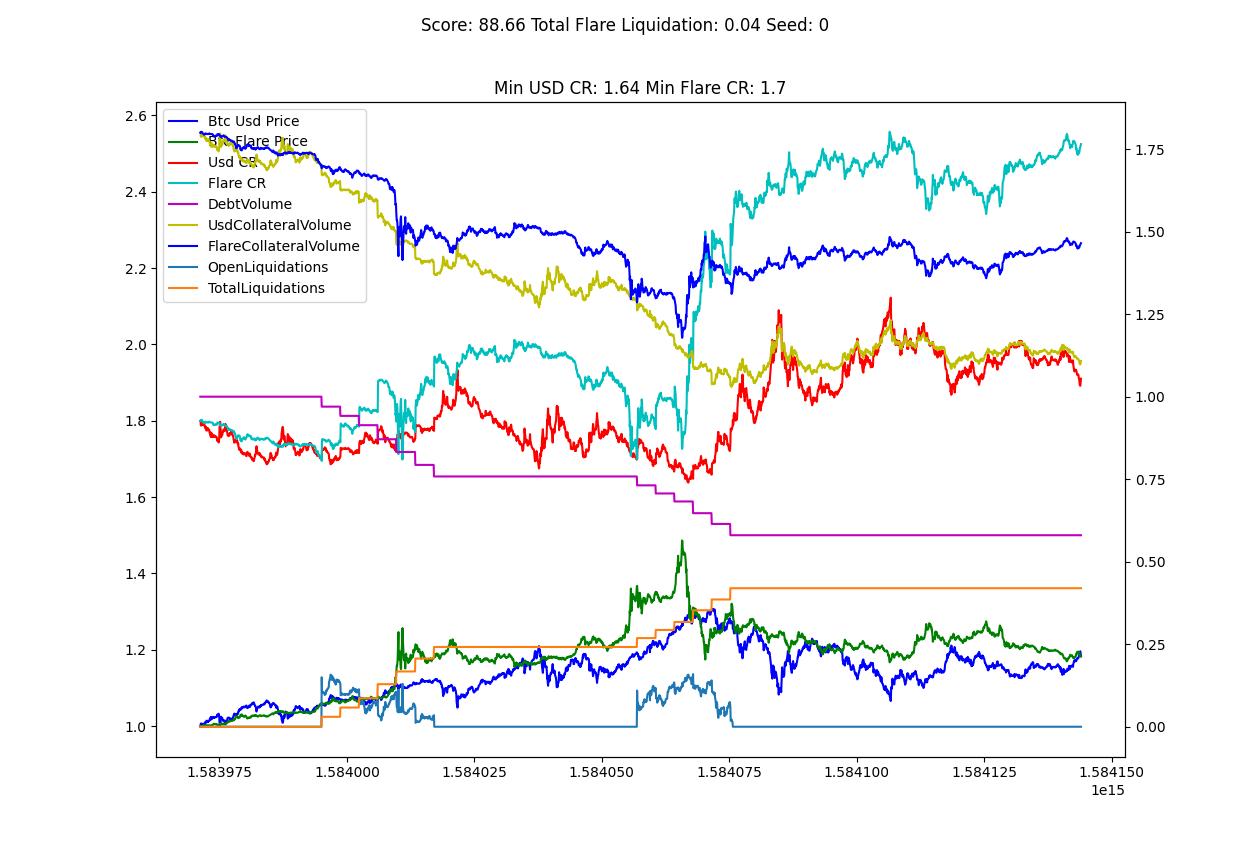 Score: 88.66 Total Flare Liquidation: 0.04 Seed: 0
Min USD CR: 1.64 Min Flare CR: 1.7
Btc Usd Price
Btc Flare Price
Usd CR
Flare CR
DebtVolume
UsdCollateralVolume
FlareCollateralVolume
OpenLiquidations
TotalLiquidations
2.6
2.4
2.2
2.0
1.8
1.6
1.4
1.2
1.0
1.75
1.50
1.25
1.00
0.75
0.50
0.25
0.00
1.583975
1.584000
1.584025
1.584050
1.584075
1.584100
1.584125
1.584150
1e15